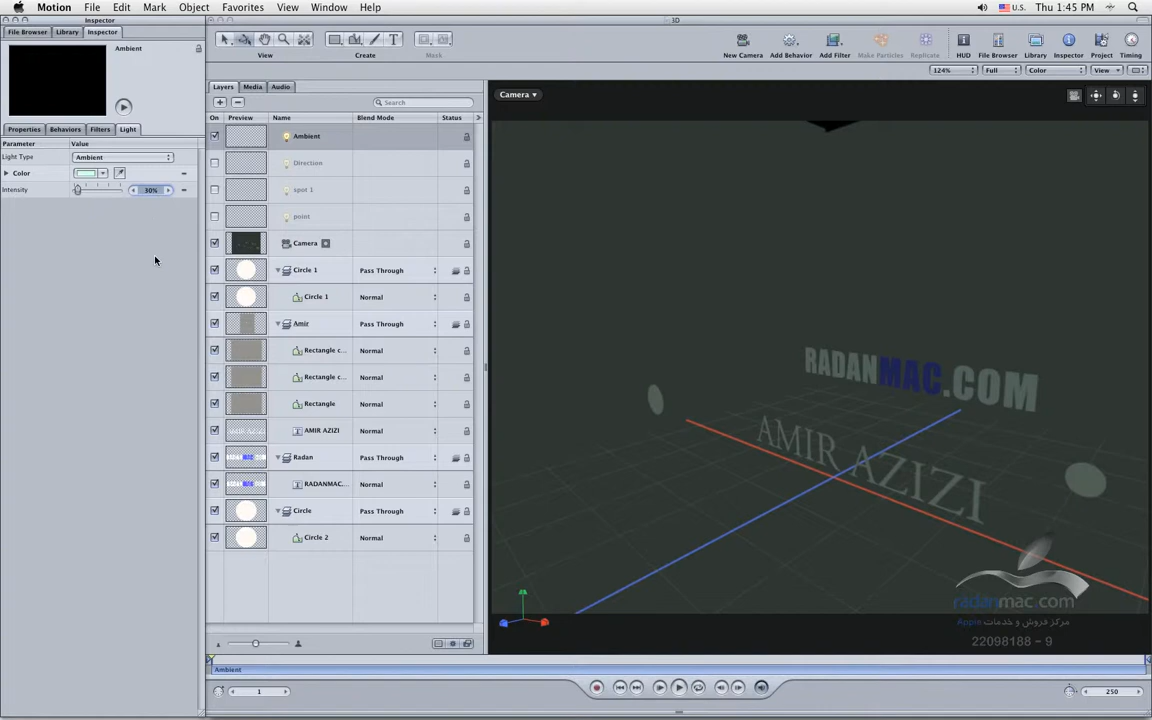 Motion File Edit Mark Object Favorites View Window Help U.S. Thu 1:45 PM
Inspector 3D
File Browser Library Inspector
Ambient
View Create Mask New Camera Add Behavior Add Filter Make Particles Replicate HUD File Browser Library Inspector Project Timing
124% Full Color View
Layers Media Audio
Camera
Search
On Preview Name Blend Mode Status
Properties Behaviors Filters Light
Parameter Value
Light Type Ambient
Color
Intensity 30%
Ambient
Direction
spot 1
point
Camera
Circle 1 Pass Through
Circle 1 Normal
Amir Pass Through
Rectangle c... Normal
Rectangle c... Normal
Rectangle Normal
AMIR AZIZI Normal
Radan Pass Through
RADANMAC... Normal
Circle Pass Through
Circle 2 Normal
RADANMAC.COM
AMIR AZIZI
radanmac.com
مرکز فروش و خدمات Apple
22098188 - 9
Ambient
1 250